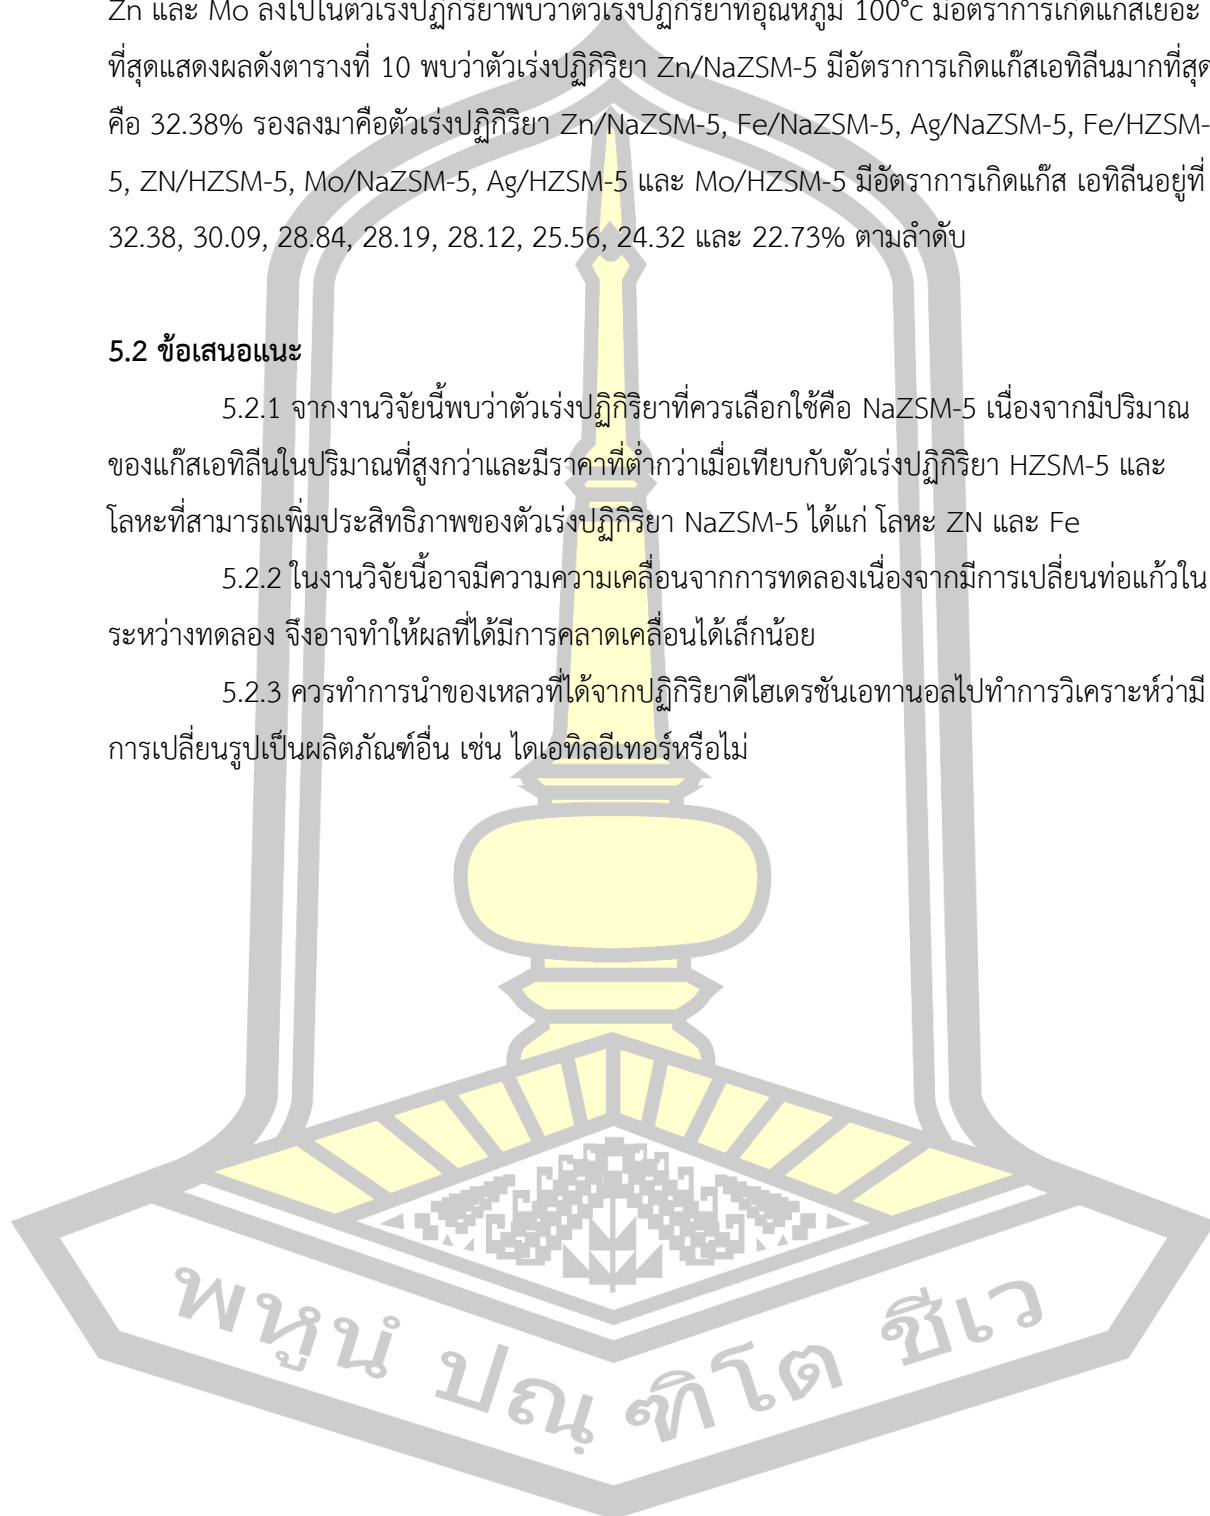 Zn และ Mo ลงไปในตัวเร่งปฏิกิริยาพบว่าตัวเร่งปฏิกิริยาที่อุณหภูมิ 100°c มีอัตราการเกิดแก๊สเยอะ
ที่สุดแสดงผลดังตารางที่ 10 พบว่าตัวเร่งปฏิกิริยา Zn/NaZSM-5 มีอัตราการเกิดแก๊สเอทิลีนมากที่สุด
คือ 32.38% รองลงมาคือตัวเร่งปฏิกิริยา Zn/NaZSM-5, Fe/NaZSM-5, Ag/NaZSM-5, Fe/HZSM-
5, ZN/HZSM-5, Mo/NaZSM-5, Ag/HZSM-5 และ Mo/HZSM-5 มีอัตราการเกิดแก๊ส เอทิลีนอยู่ที่
32.38, 30.09, 28.84, 28.19, 28.12, 25.56, 24.32 และ 22.73% ตามลำดับ
5.2 ข้อเสนอแนะ
5.2.1 จากงานวิจัยนี้พบว่าตัวเร่งปฏิกิริยาที่ควรเลือกใช้คือ NaZSM-5 เนื่องจากมีปริมาณ
ของแก๊สเอทิลีนในปริมาณที่สูงกว่าและมีราคาที่ต่ำกว่าเมื่อเทียบกับตัวเร่งปฏิกิริยา HZSM-5 และ
โลหะที่สามารถเพิ่มประสิทธิภาพของตัวเร่งปฏิกิริยา NaZSM-5 ได้แก่ โลหะ ZN และ Fe
5.2.2 ในงานวิจัยนี้อาจมีความความเคลื่อนจากการทดลองเนื่องจากมีการเปลี่ยนท่อแก้วใน
ระหว่างทดลอง จึงอาจทำให้ผลที่ได้มีการคลาดเคลื่อนได้เล็กน้อย
5.2.3 ควรทำการนำของเหลวที่ได้จากปฏิกิริยาดีไฮเดรชันเอทานอลไปทำการวิเคราะห์ว่ามี
การเปลี่ยนรูปเป็นผลิตภัณฑ์อื่น เช่น ไดเอทิลอีเทอร์หรือไม่
พหูนํ ปณฺฑิโต ชีเว